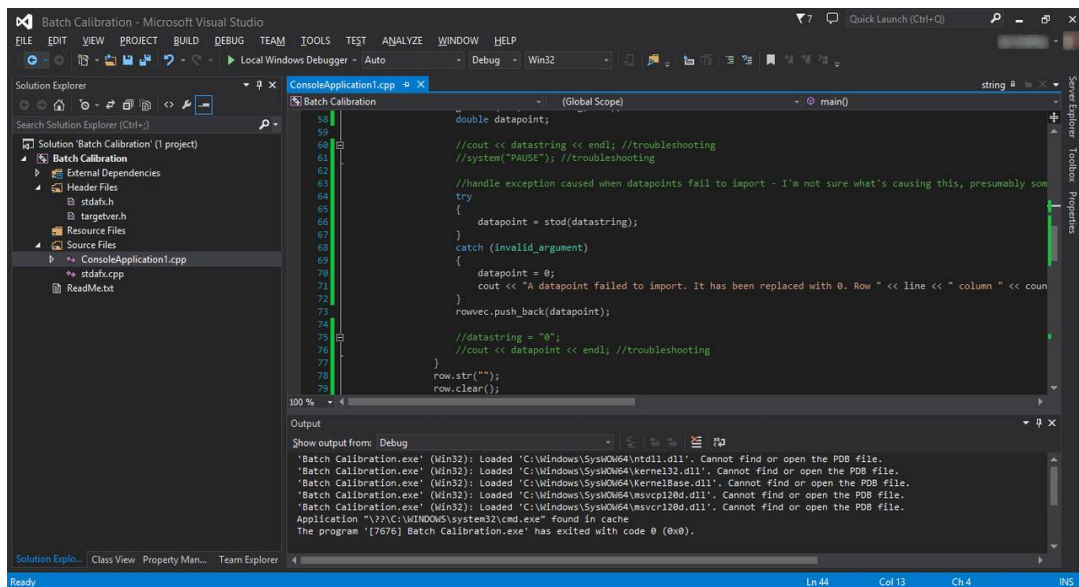 Batch Calibration - Microsoft Visual Studio
7
Quick Launch (Ctrl+Q)
FILE EDIT VIEW PROJECT BUILD DEBUG TEAM TOOLS TEST ANALYZE WINDOW HELP
Local Windows Debugger - Auto Debug Win32
Solution Explorer
Search Solution Explorer (Ctrl+;)
Solution 'Batch Calibration' (1 project)
Batch Calibration
External Dependencies
Header Files
stdafx.h
targetver.h
Resource Files
Source Files
ConsoleApplication1.cpp
stdafx.cpp
ReadMe.txt
Solution Explo... Class View Property Man... Team Explorer
ConsoleApplication1.cpp
string
Batch Calibration (Global Scope) main()
58 double datapoint;
59
60 //cout << datastring << endl; //troubleshooting
61 //system("PAUSE"); //troubleshooting
62
63 //handle exception caused when datapoints fail to import - I'm not sure what's causing this, presumably som
64 try
65 {
66 datapoint = stod(datastring);
67 }
68 catch (invalid_argument)
69 {
70 datapoint = 0;
71 cout << "A datapoint failed to import. It has been replaced with 0. Row " << line << " column " << coun
72 }
73 rowvec.push_back(datapoint);
74
75 //datastring = "0";
76 //cout << datapoint << endl; //troubleshooting
77 }
78 row.str("");
79 row.clear();
100 %
Output
Show output from: Debug
'Batch Calibration.exe' (Win32): Loaded 'C:\Windows\SysWOW64\ntdll.dll'. Cannot find or open the PDB file.
'Batch Calibration.exe' (Win32): Loaded 'C:\Windows\SysWOW64\kernel32.dll'. Cannot find or open the PDB file.
'Batch Calibration.exe' (Win32): Loaded 'C:\Windows\SysWOW64\KernelBase.dll'. Cannot find or open the PDB file.
'Batch Calibration.exe' (Win32): Loaded 'C:\Windows\SysWOW64\msvcp120d.dll'. Cannot find or open the PDB file.
'Batch Calibration.exe' (Win32): Loaded 'C:\Windows\SysWOW64\msvcr120d.dll'. Cannot find or open the PDB file.
Application "\??\C:\WINDOWS\system32\cmd.exe" found in cache
The program '[7676] Batch Calibration.exe' has exited with code 0 (0x0).
Server Explorer
Toolbox
Properties
Ready
Ln 44 Col 13 Ch 4 INS